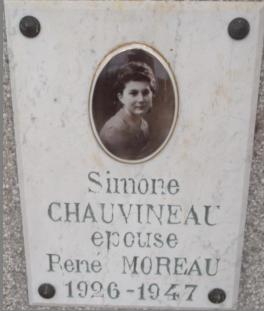 Simone
CHAUVINEAU
epouse
René MOREAU
1926-1947